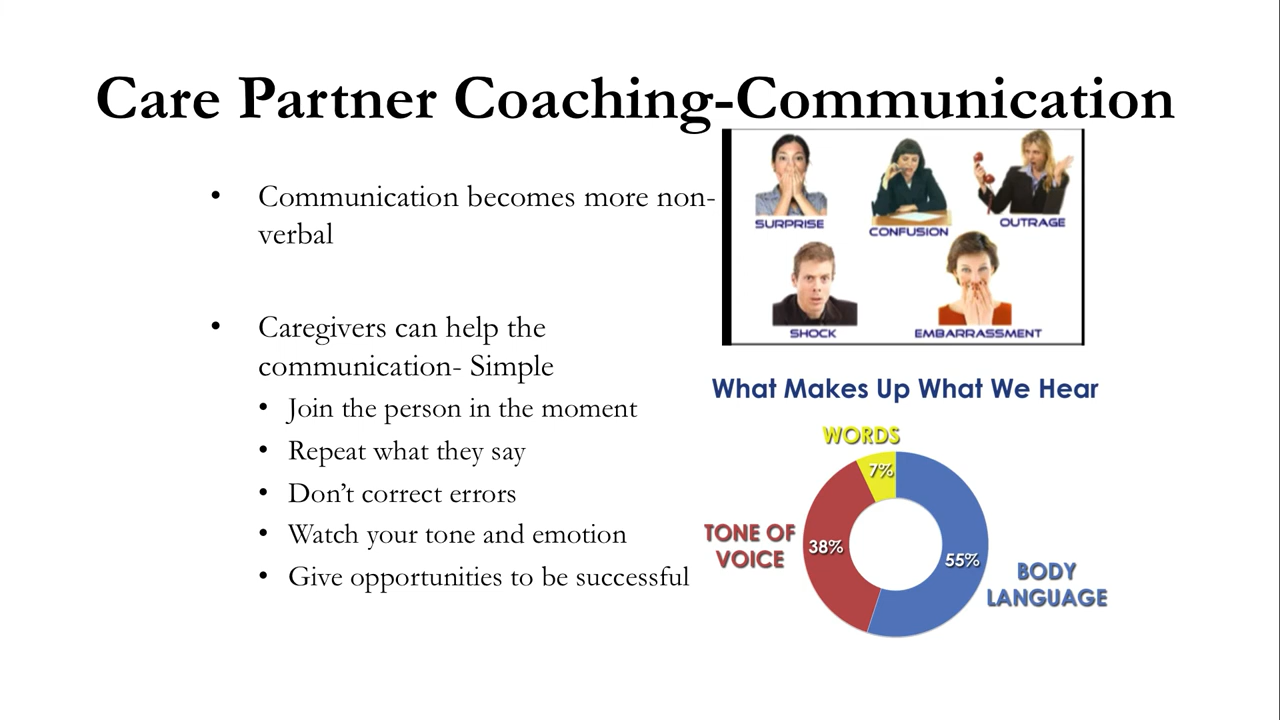 Care Partner Coaching-Communication
• Communication becomes more non-
verbal
• Caregivers can help the
communication- Simple
• Join the person in the moment
• Repeat what they say
• Don’t correct errors
• Watch your tone and emotion
• Give opportunities to be successful
SURPRISE
CONFUSION
OUTRAGE
SHOCK
EMBARRASSMENT
What Makes Up What We Hear
WORDS
7%
TONE OF
VOICE
38%
55%
BODY
LANGUAGE